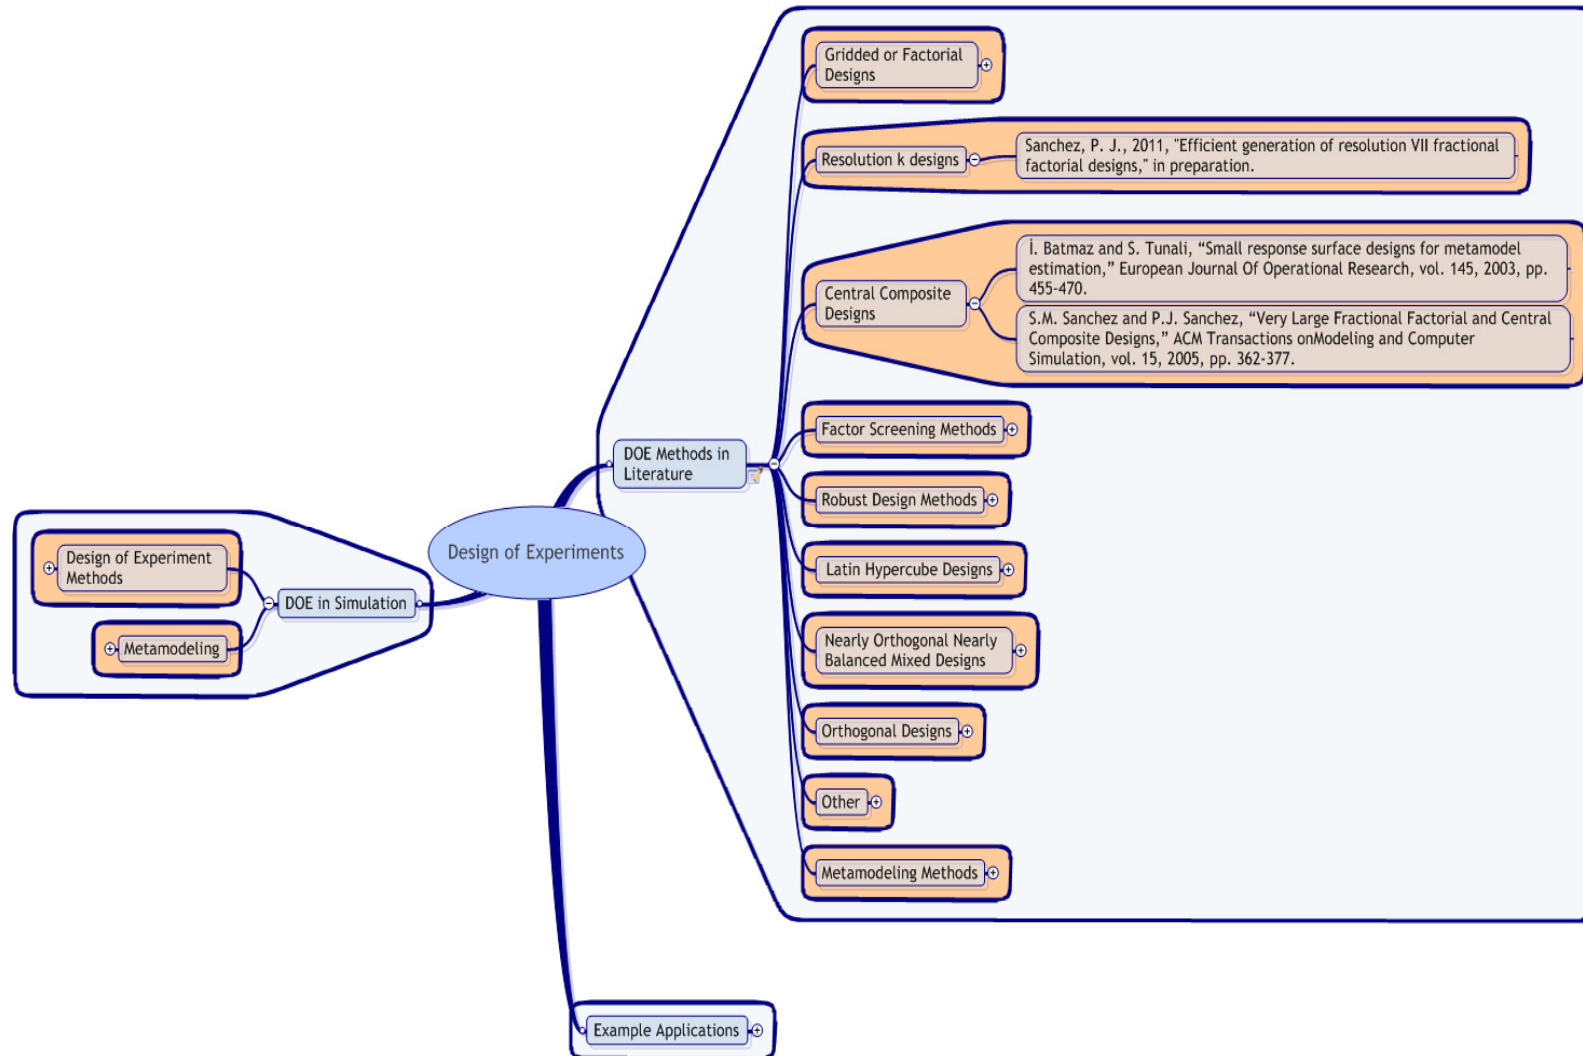 Gridded or Factorial
Designs
Resolution k designs
Sanchez, P. J., 2011, "Efficient generation of resolution VII fractional
factorial designs," in preparation.
Central Composite
Designs
İ. Batmaz and S. Tunali, “Small response surface designs for metamodel
estimation,” European Journal Of Operational Research, vol. 145, 2003, pp.
455-470.
S.M. Sanchez and P.J. Sanchez, “Very Large Fractional Factorial and Central
Composite Designs,” ACM Transactions onModeling and Computer
Simulation, vol. 15, 2005, pp. 362-377.
DOE Methods in
Literature
Factor Screening Methods
Robust Design Methods
Latin Hypercube Designs
Nearly Orthogonal Nearly
Balanced Mixed Designs
Orthogonal Designs
Other
Metamodeling Methods
Design of Experiments
Design of Experiment
Methods
DOE in Simulation
Metamodeling
Example Applications